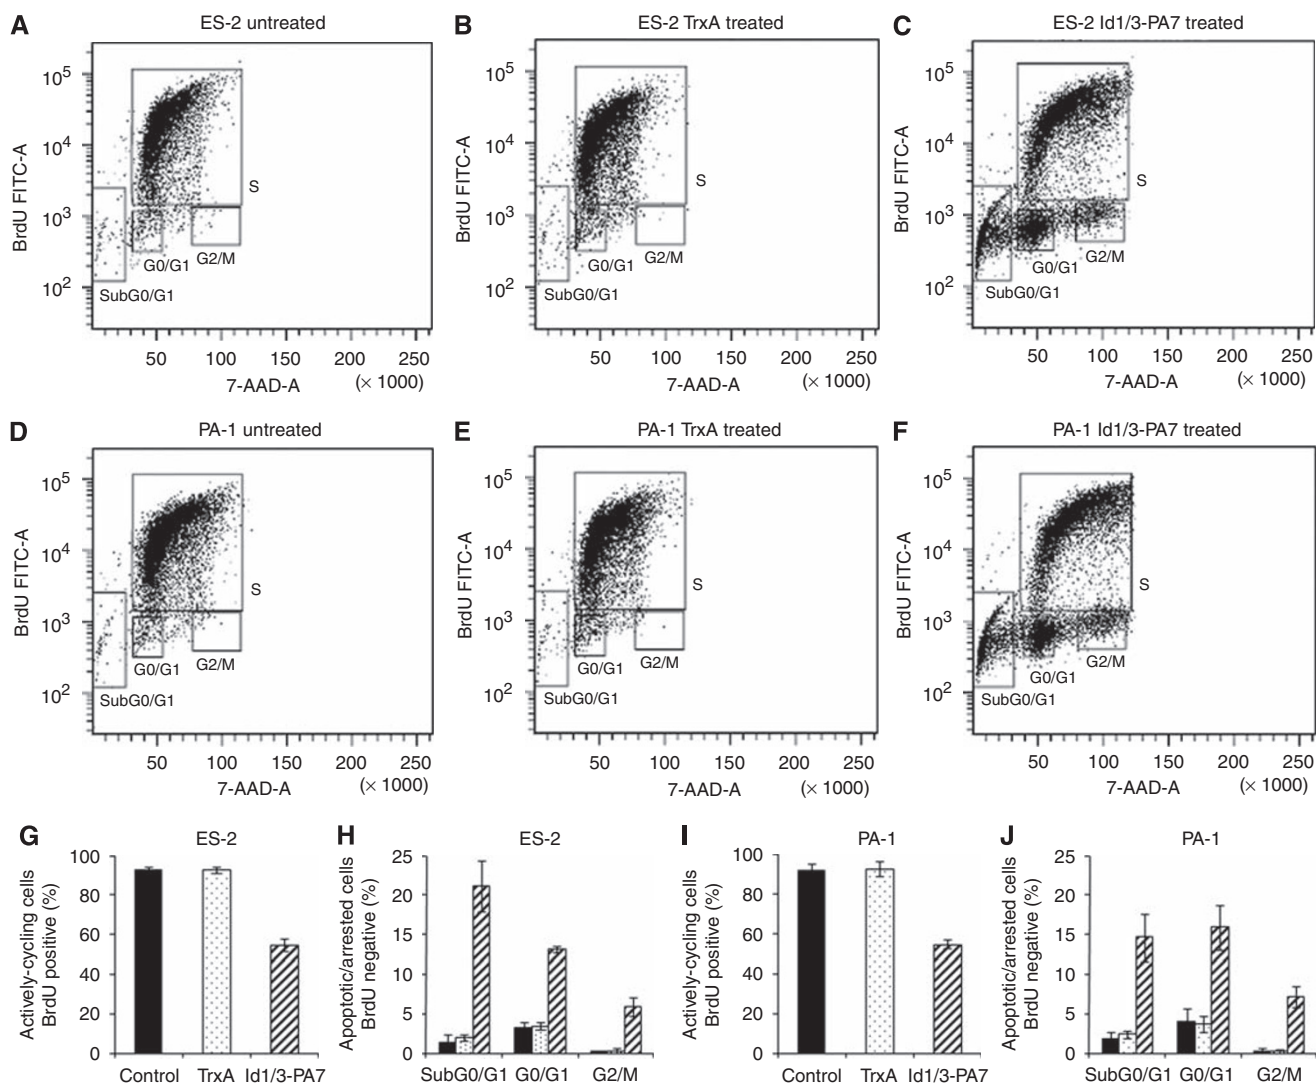 A ES-2 untreated
10^5
10^4
10^3
10^2
BrdU FITC-A
S
G0/G1
G2/M
SubG0/G1
50 100 150 200 250
7-AAD-A (× 1000)
B ES-2 TrxA treated
10^5
10^4
10^3
10^2
BrdU FITC-A
S
G0/G1
G2/M
SubG0/G1
50 100 150 200 250
7-AAD-A (× 1000)
C ES-2 Id1/3-PA7 treated
10^5
10^4
10^3
10^2
BrdU FITC-A
S
G0/G1
G2/M
SubG0/G1
50 100 150 200 250
7-AAD-A (× 1000)
D PA-1 untreated
10^5
10^4
10^3
10^2
BrdU FITC-A
S
G0/G1
G2/M
SubG0/G1
50 100 150 200 250
7-AAD-A (× 1000)
E PA-1 TrxA treated
10^5
10^4
10^3
10^2
BrdU FITC-A
S
G0/G1
G2/M
SubG0/G1
50 100 150 200 250
7-AAD-A (× 1000)
F PA-1 Id1/3-PA7 treated
10^5
10^4
10^3
10^2
BrdU FITC-A
S
G0/G1
G2/M
SubG0/G1
50 100 150 200 250
7-AAD-A (× 1000)
G ES-2
Actively-cycling cells
BrdU positive (%)
100
80
60
40
20
0
Control TrxA Id1/3-PA7
H ES-2
Apoptotic/arrested cells
BrdU negative (%)
25
20
15
10
5
0
SubG0/G1 G0/G1 G2/M
I PA-1
Actively-cycling cells
BrdU positive (%)
100
80
60
40
20
0
Control TrxA Id1/3-PA7
J PA-1
Apoptotic/arrested cells
BrdU negative (%)
25
20
15
10
5
0
SubG0/G1 G0/G1 G2/M